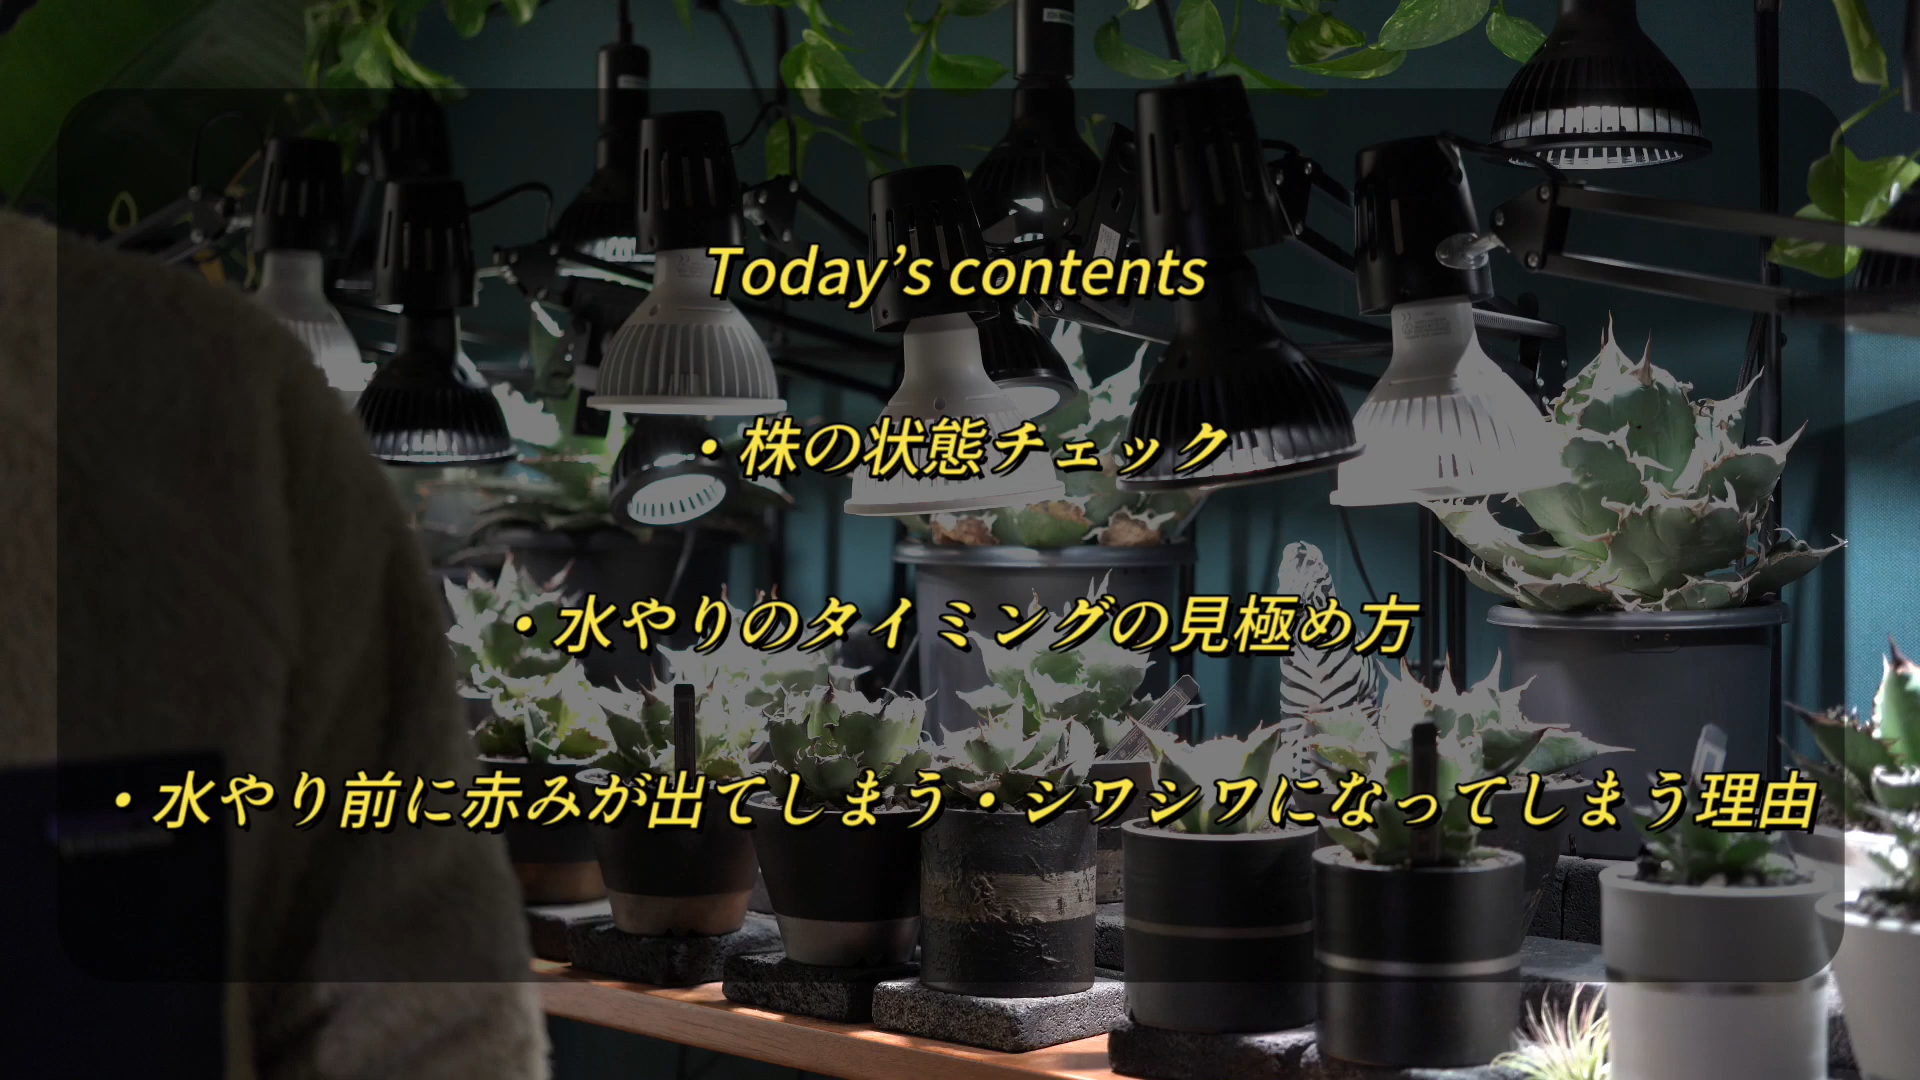 Today’s contents
・株の状態チェック
・水やりのタイミングの見極め方
・水やり前に赤みが出てしまう・シワシワになってしまう理由